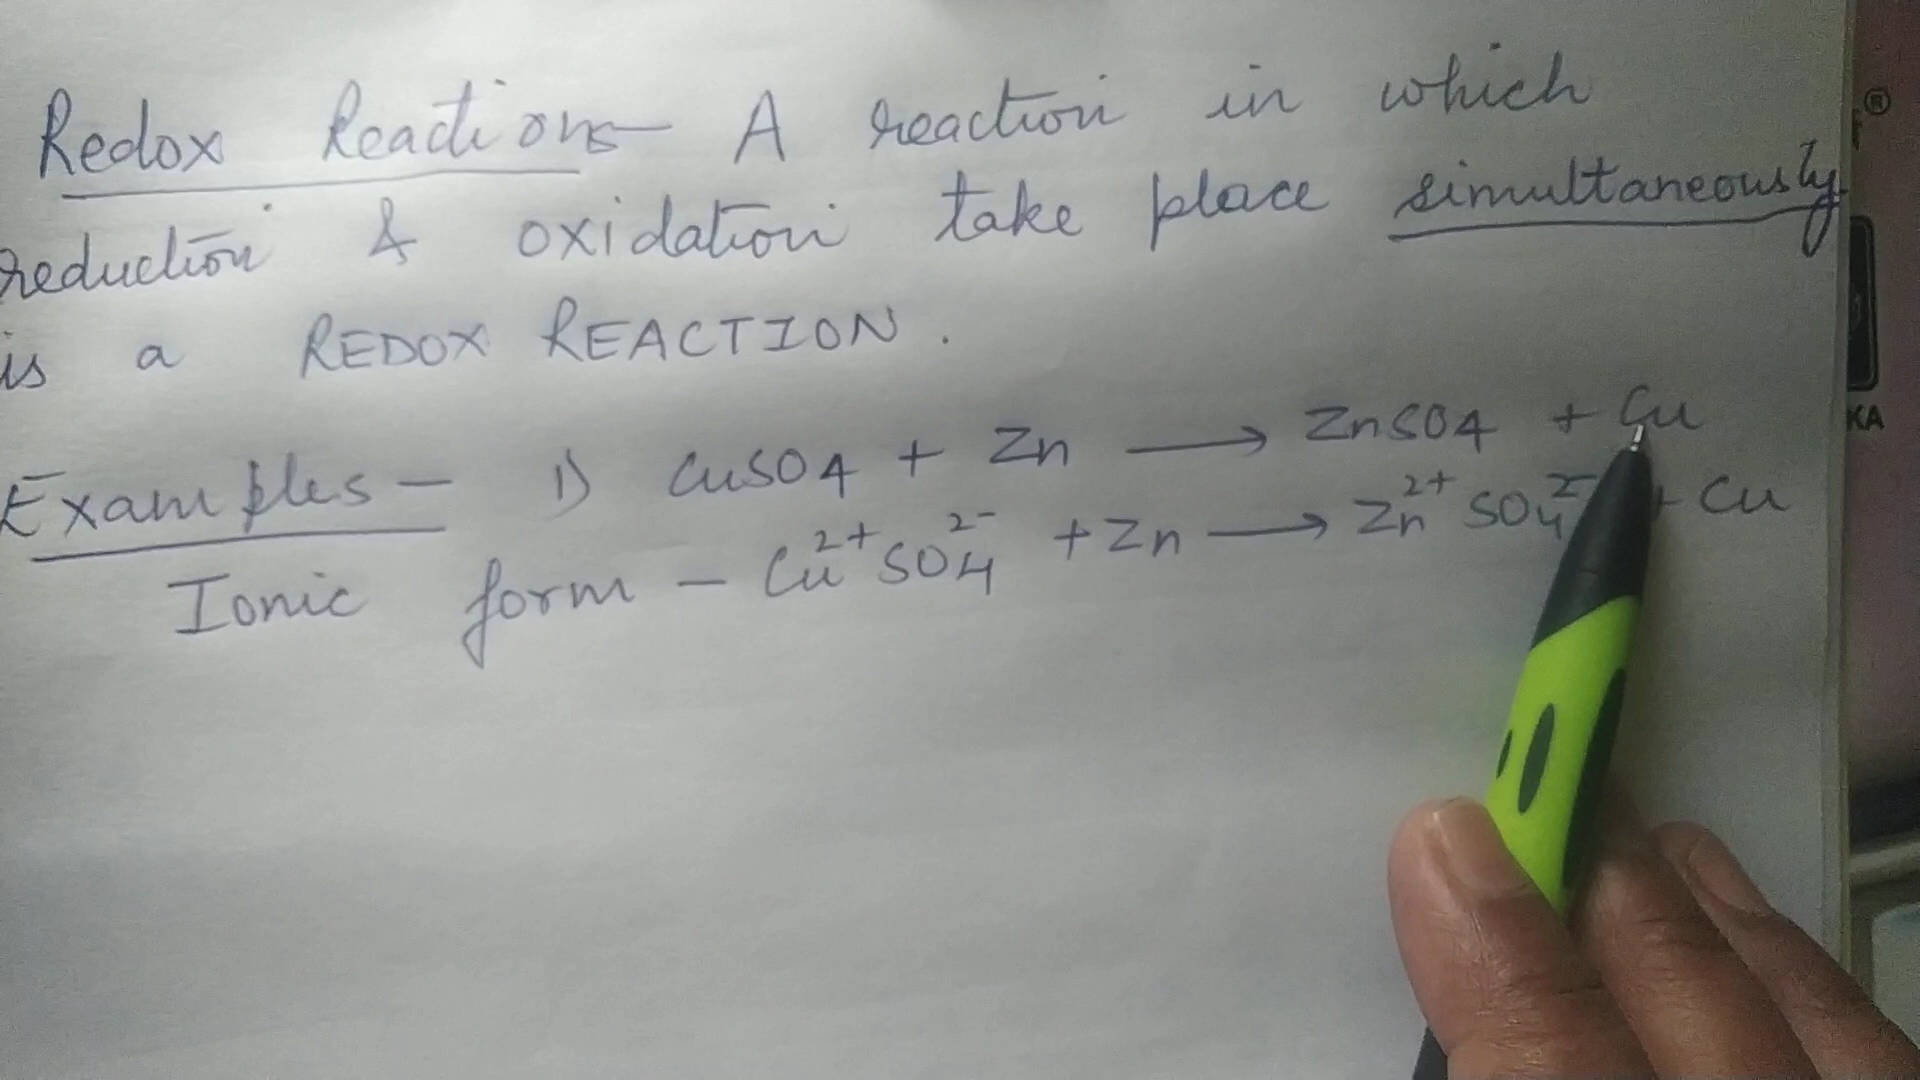 Redox Reactions - A reaction in which
reduction & oxidation take place simultaneously
is a REDOX REACTION.
Examples - 1) CuSO4 + Zn → ZnSO4 + Cu
Ionic form - Cu²⁺SO₄²⁻ + Zn → Zn²⁺SO₄²⁻ + Cu
®
KA